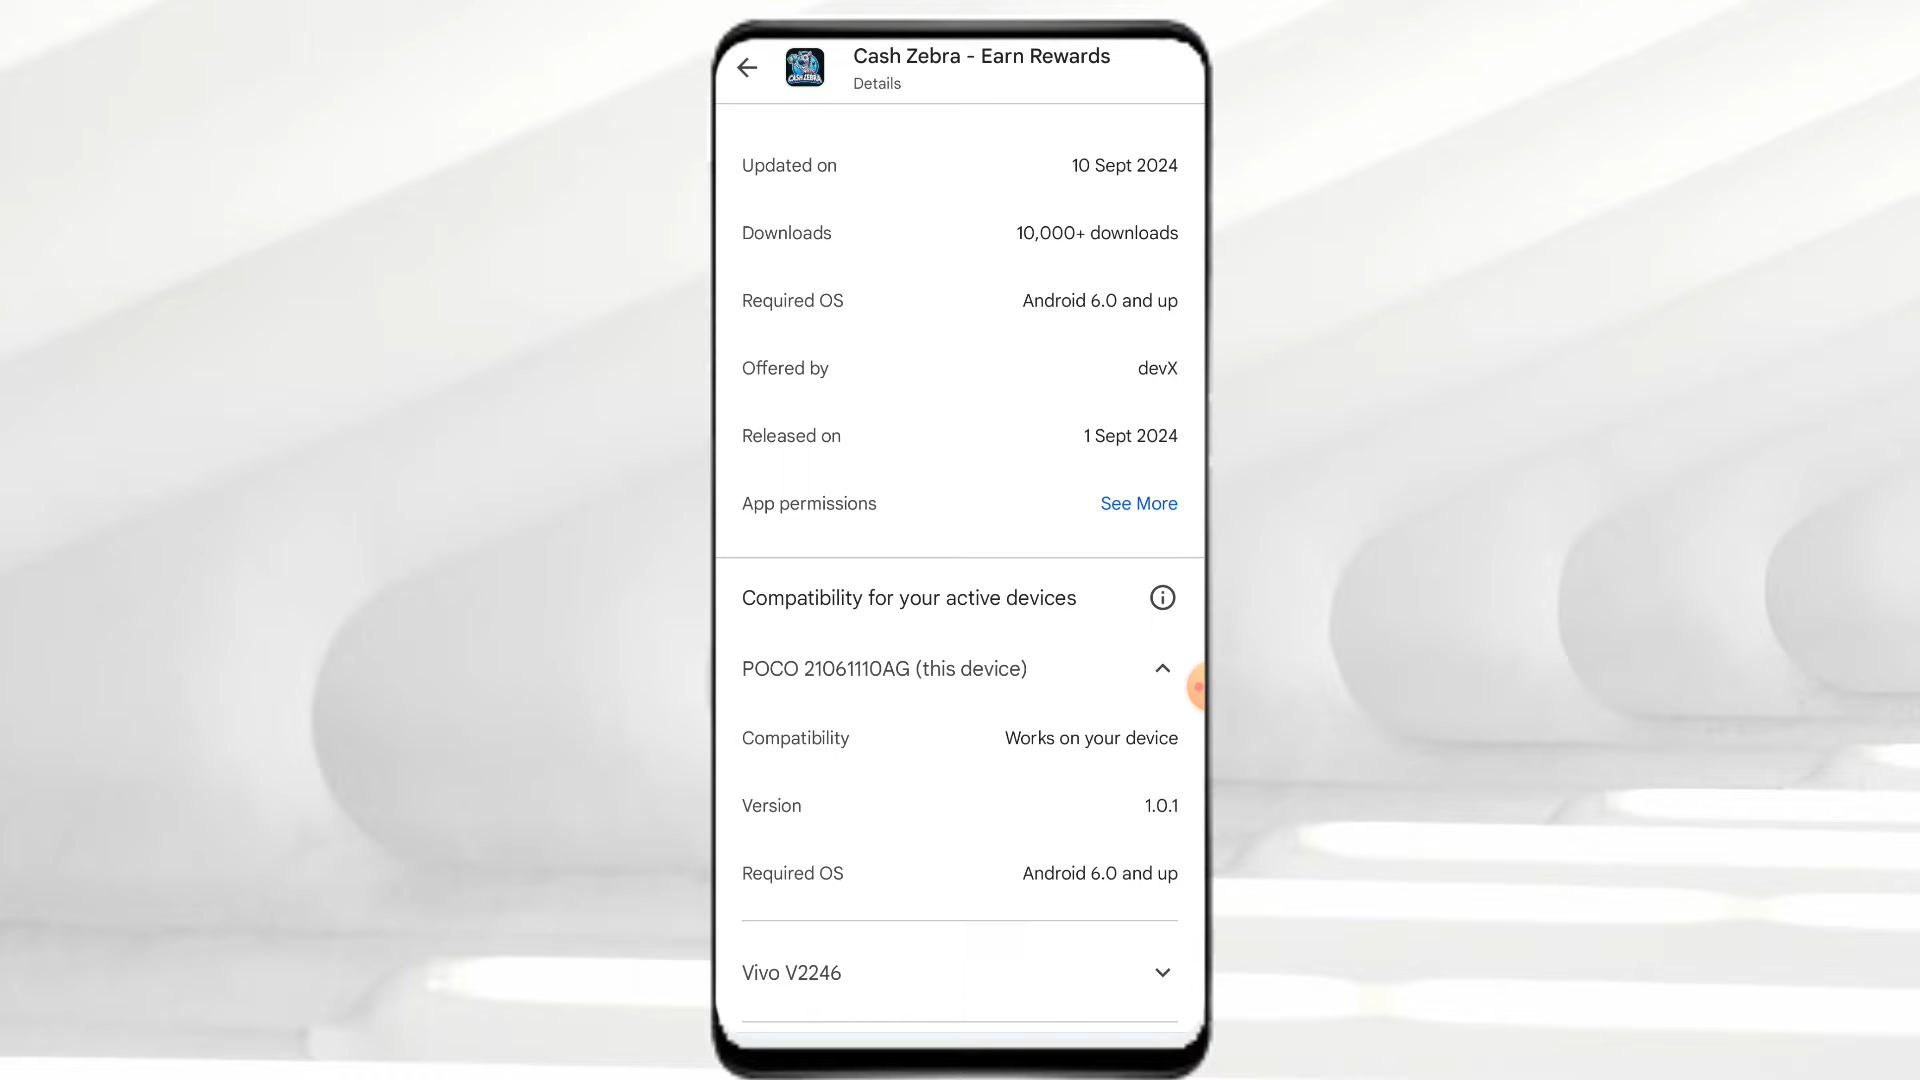 Cash Zebra - Earn Rewards
Details
CASH ZEBRA
Updated on 10 Sept 2024
Downloads 10,000+ downloads
Required OS Android 6.0 and up
Offered by devX
Released on 1 Sept 2024
App permissions See More
Compatibility for your active devices
POCO 21061110AG (this device)
Compatibility Works on your device
Version 1.0.1
Required OS Android 6.0 and up
Vivo V2246